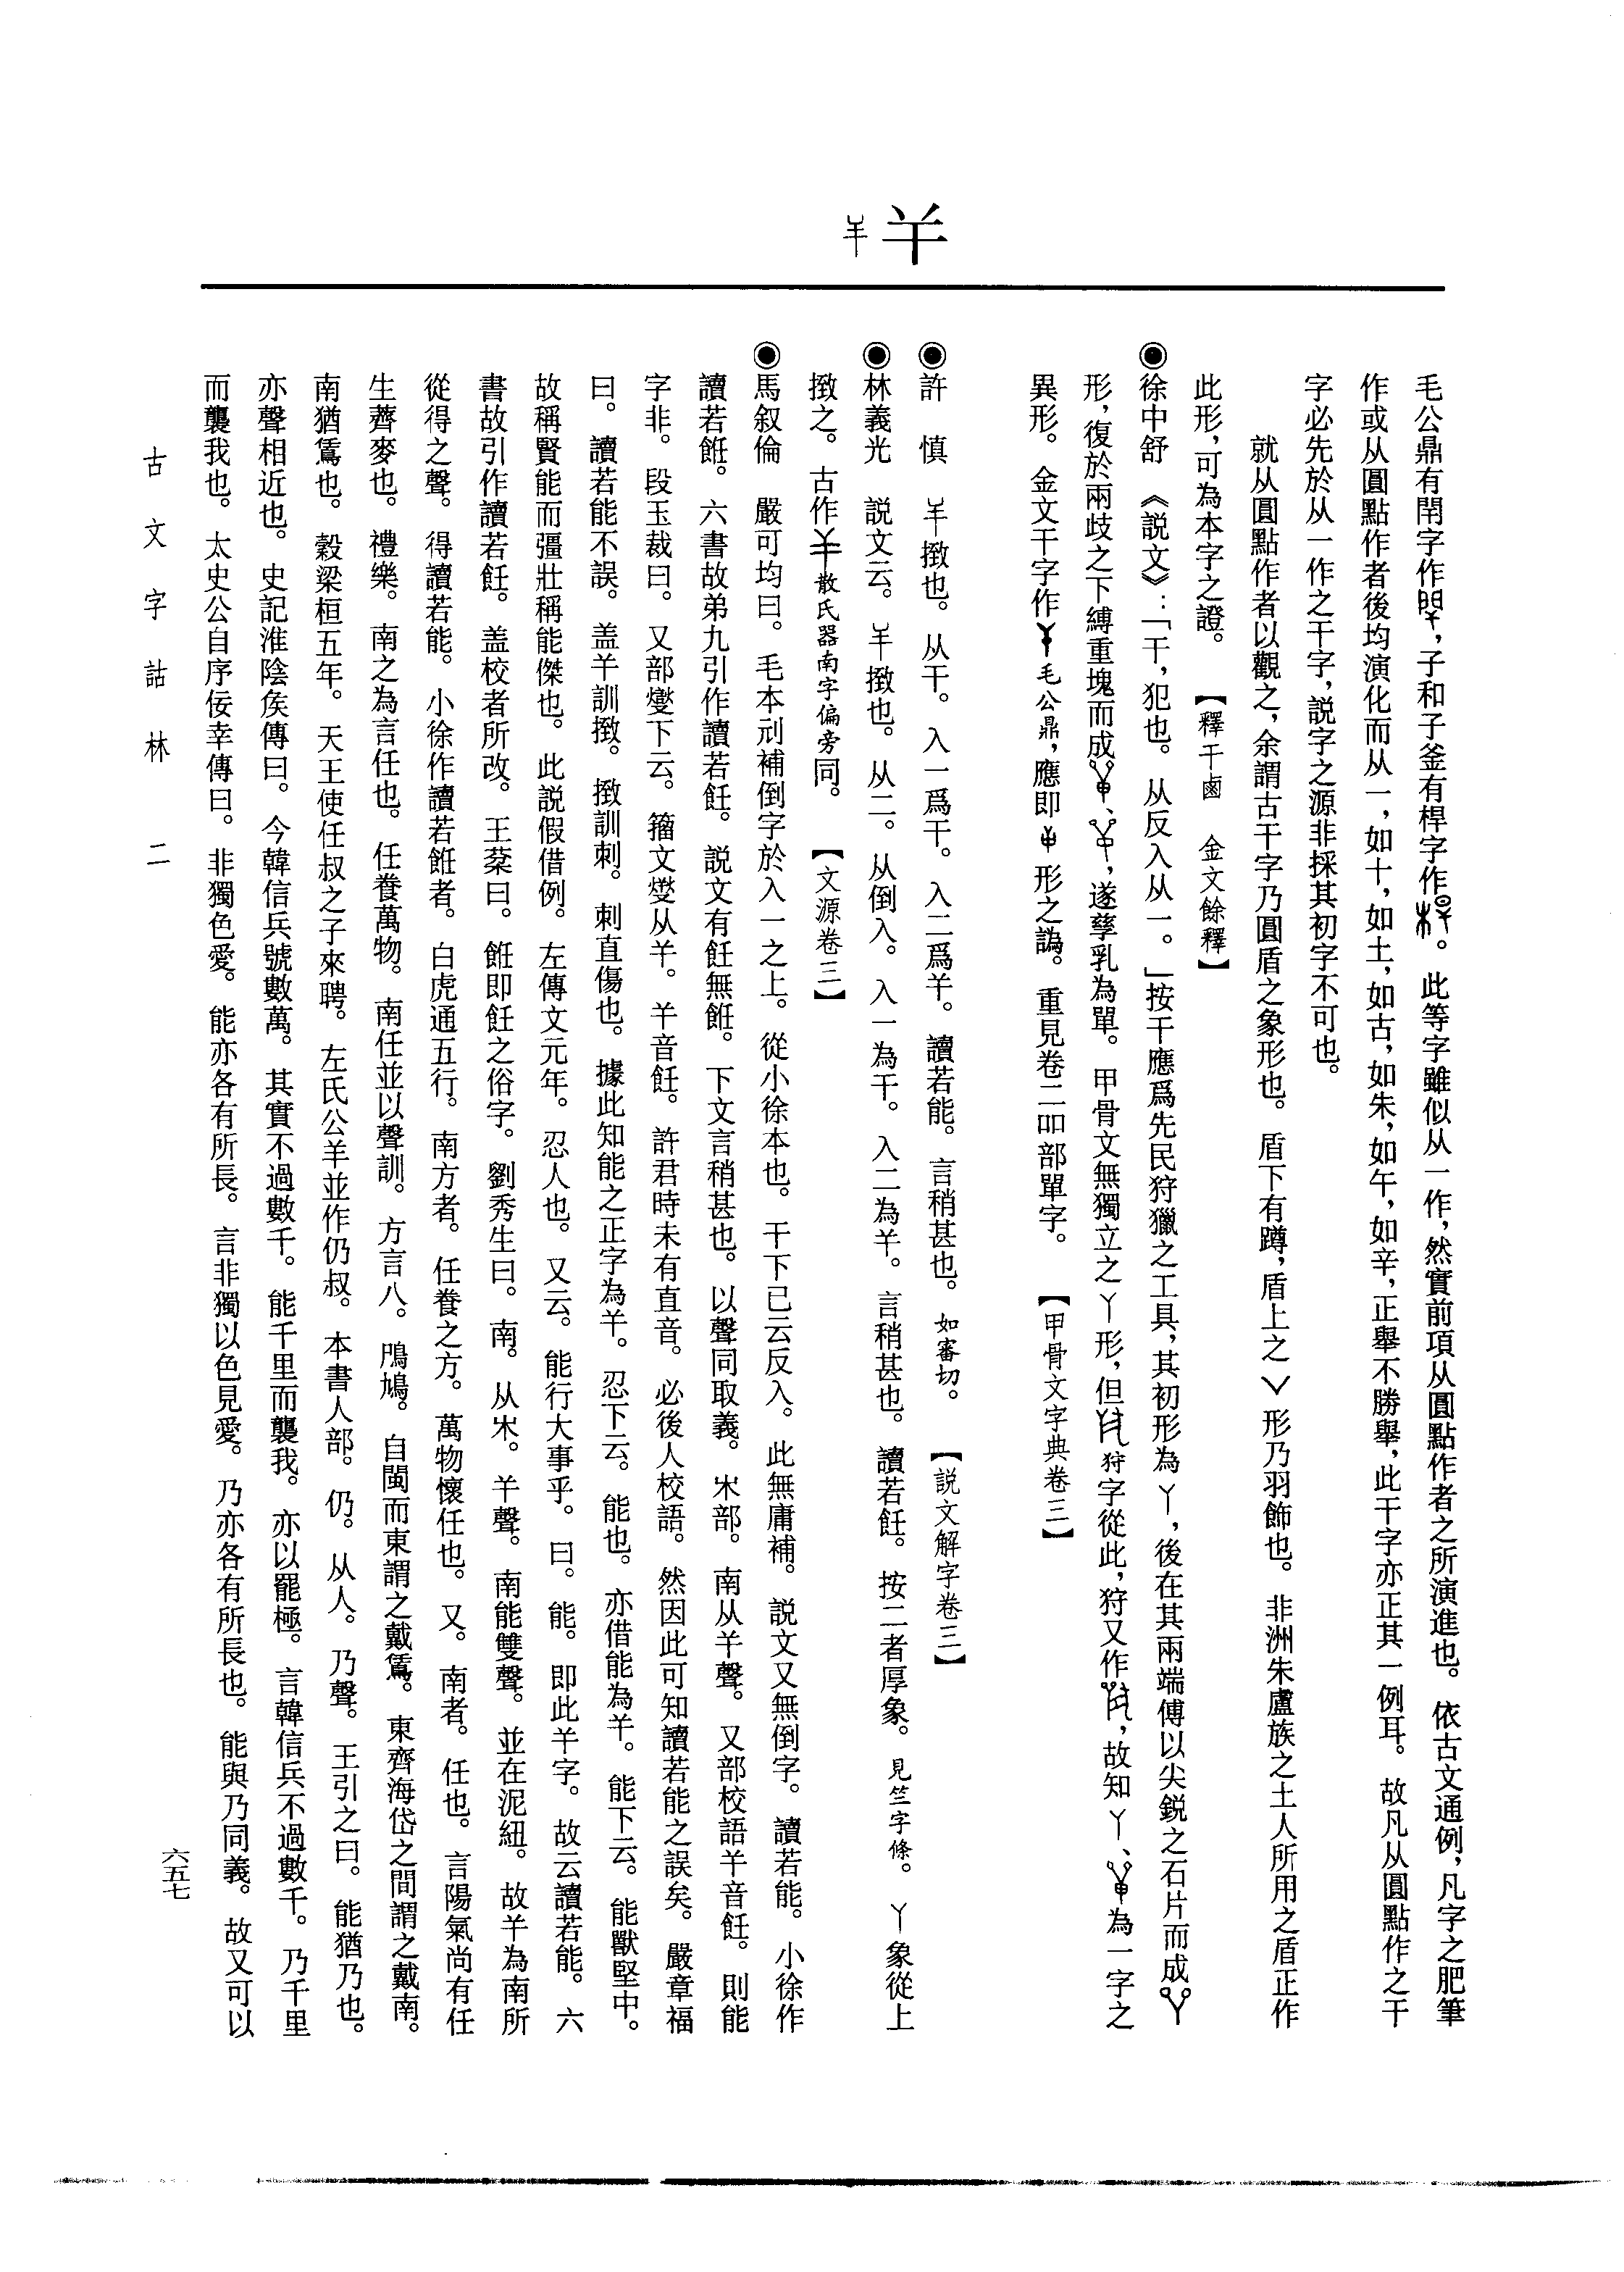 𢆉
毛公鼎有閈字作，子和子釜有桿字作。此等字雖似从一作，然實前項从圓點作者之所演進也。依古文通例，凡字之肥筆
作或从圓點作者後均演化而从一，如十，如土，如古，如朱，如午，如辛，正舉不勝舉，此干字亦正其一例耳。故凡从圓點作之干
字必先於从一作之干字，説字之源非採其初字不可也。
就从圓點作者以觀之，余謂古干字乃圓盾之象形也。盾下有蹲，盾上之形乃羽飾也。非洲朱盧族之土人所用之盾正作
此形，可為本字之證。【釋干鹵　金文餘釋】
◉徐中舒　《説文》：「干，犯也。从反入从一。」按干應爲先民狩獵之工具，其初形為丫，後在其兩端傅以尖銳之石片而成
形，復於兩歧之下縛重塊而成、，遂孳乳為單。甲骨文無獨立之丫形，但狩字從此，狩又作，故知丫、為一字之
異形。金文干字作毛公鼎，應即形之譌。重見卷二吅部單字。【甲骨文字典卷三】
◉許　慎　𢆉㨖也。从干。入一爲干。入二爲𢆉。讀若能。言稍甚也。如審切。【説文解字卷三】
◉林義光　説文云。𢆉㨖也。从二。从倒入。入一為干。入二為𢆉。言稍甚也。讀若飪。按二者厚象。見竺字條。丫象從上
㨖之。古作散氏器南字偏旁同。【文源卷三】
◉馬叙倫　嚴可均曰。毛本刓補倒字於入一之上。從小徐本也。干下已云反入。此無庸補。説文又無倒字。讀若能。小徐作
讀若餁。六書故弟九引作讀若飪。説文有飪無餁。下文言稍甚也。以聲同取義。𣎵部。南从𢆉聲。又部校語𢆉音飪。則能
字非。段玉裁曰。又部燮下云。籀文燮从𢆉。𢆉音飪。許君時未有直音。必後人校語。然因此可知讀若能之誤矣。嚴章福
曰。讀若能不誤。盖𢆉訓㨖。㨖訓刺。刺直傷也。據此知能之正字為𢆉。忍下云。能也。亦借能為𢆉。能下云。能獸堅中。
故稱賢能而彊壯稱能傑也。此説假借例。左傳文元年。忍人也。又云。能行大事乎。曰。能。即此𢆉字。故云讀若能。六
書故引作讀若飪。盖校者所改。王棻曰。餁即飪之俗字。劉秀生曰。南。从𣎵。𢆉聲。南能雙聲。並在泥紐。故𢆉為南所
從得之聲。得讀若能。小徐作讀若餁者。白虎通五行。南方者。任養之方。萬物懷任也。又。南者。任也。言陽氣尚有任
生薺麥也。禮樂。南之為言任也。任養萬物。南任並以聲訓。方言八。鳲鳩。自關而東謂之戴鵀。東齊海岱之間謂之戴南。
南猶鵀也。穀梁桓五年。天王使任叔之子來聘。左氏公羊並作仍叔。本書人部。仍。从人。乃聲。王引之曰。能猶乃也。
亦聲相近也。史記淮陰矦傳曰。今韓信兵號數萬。其實不過數千。能千里而襲我。亦以罷極。言韓信兵不過數千。乃千里
而襲我也。太史公自序佞幸傳曰。非獨色愛。能亦各有所長。言非獨以色見愛。乃亦各有所長也。能與乃同義。故又可以
古文字詁林　二
六五七